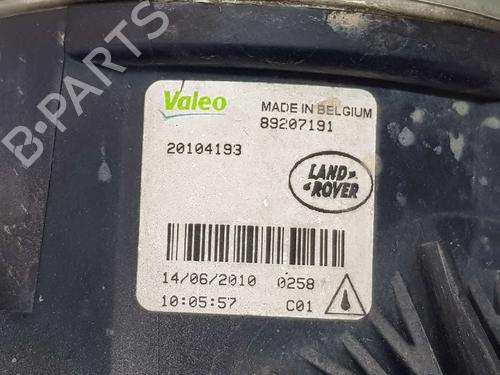 B-PARTS
Valeo
MADE IN BELGIUM
89207191
20104193
LAND
ROVER
14/06/2010 0258
10:05:57 C01